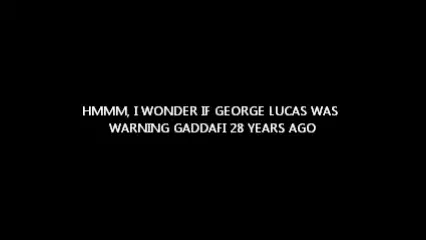 HMMM, I WONDER IF GEORGE LUCAS WAS
WARNING GADDAFI 28 YEARS AGO